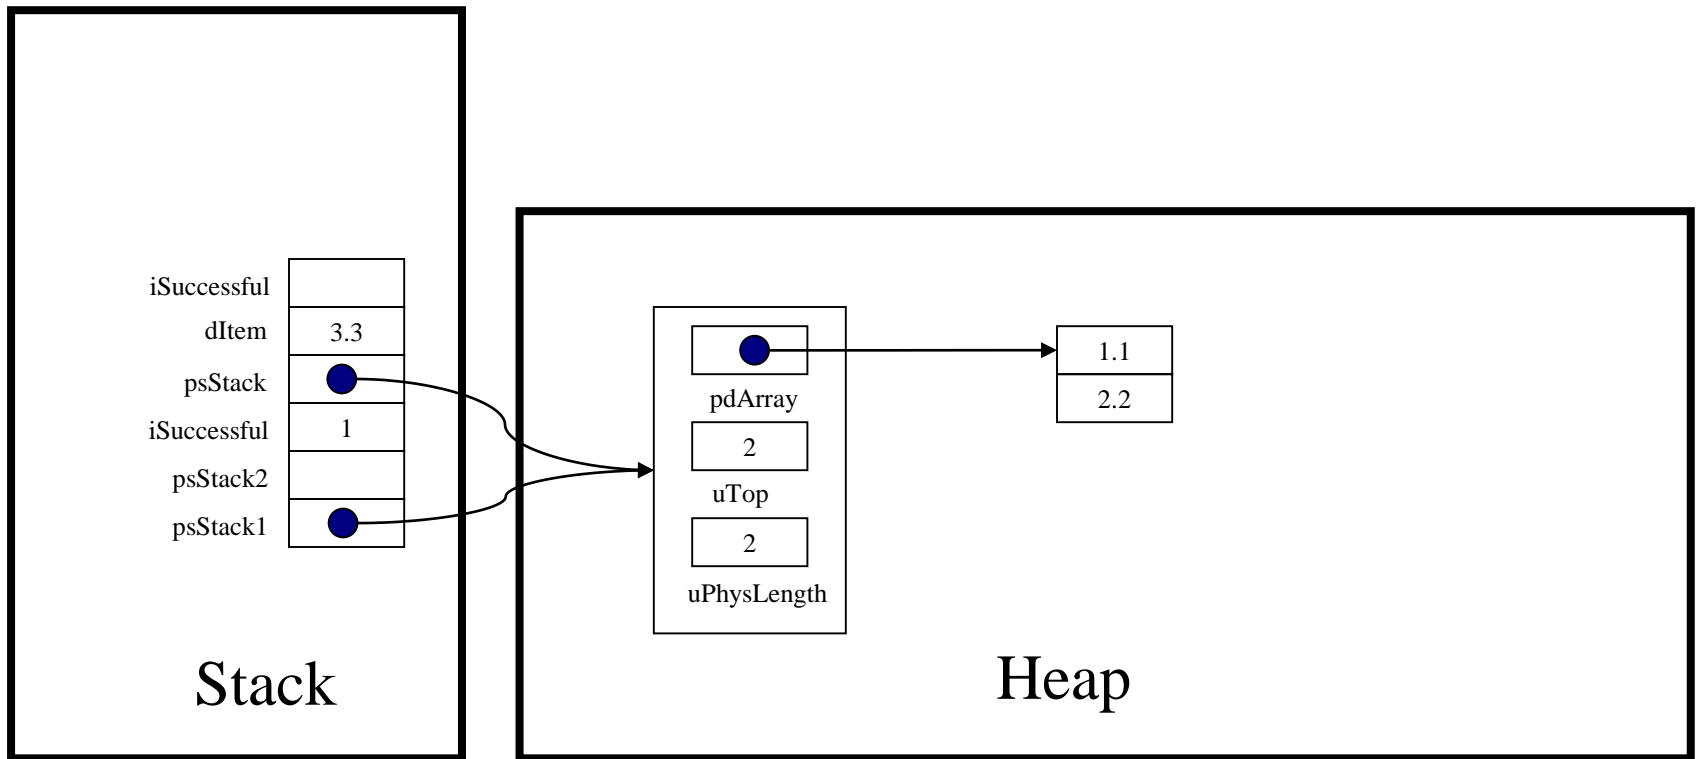 iSuccessful
dItem 3.3
psStack
iSuccessful 1
psStack2
psStack1
Stack
pdArray
2
uTop
2
uPhysLength
1.1
2.2
Heap